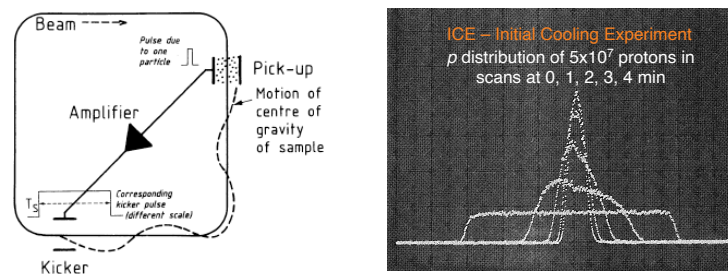 Beam
Pulse due
to one
particle
Pick-up
Motion of
centre of
gravity
of sample
Amplifier
Ts
Corresponding
kicker pulse
(different scale)
Kicker
ICE – Initial Cooling Experiment
p distribution of 5x10⁷ protons in
scans at 0, 1, 2, 3, 4 min